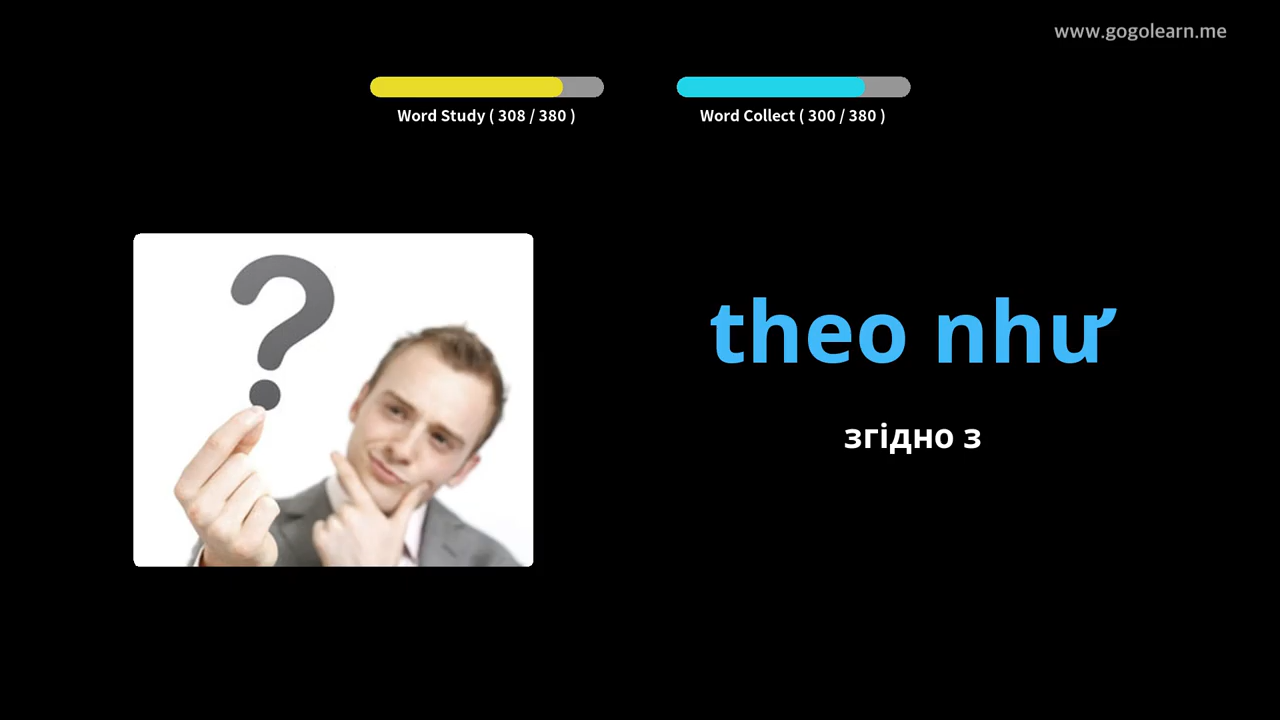 www.gogolearn.me
Word Study ( 308 / 380 )
Word Collect ( 300 / 380 )
theo như
згідно з